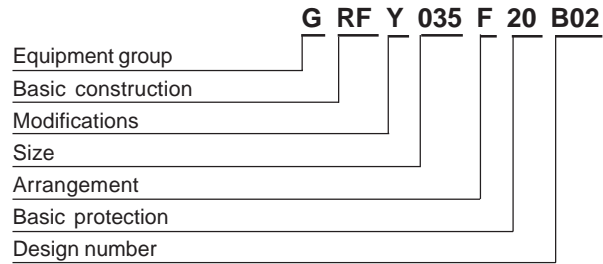 G RF Y 035 F 20 B02
Equipment group
Basic construction
Modifications
Size
Arrangement
Basic protection
Design number